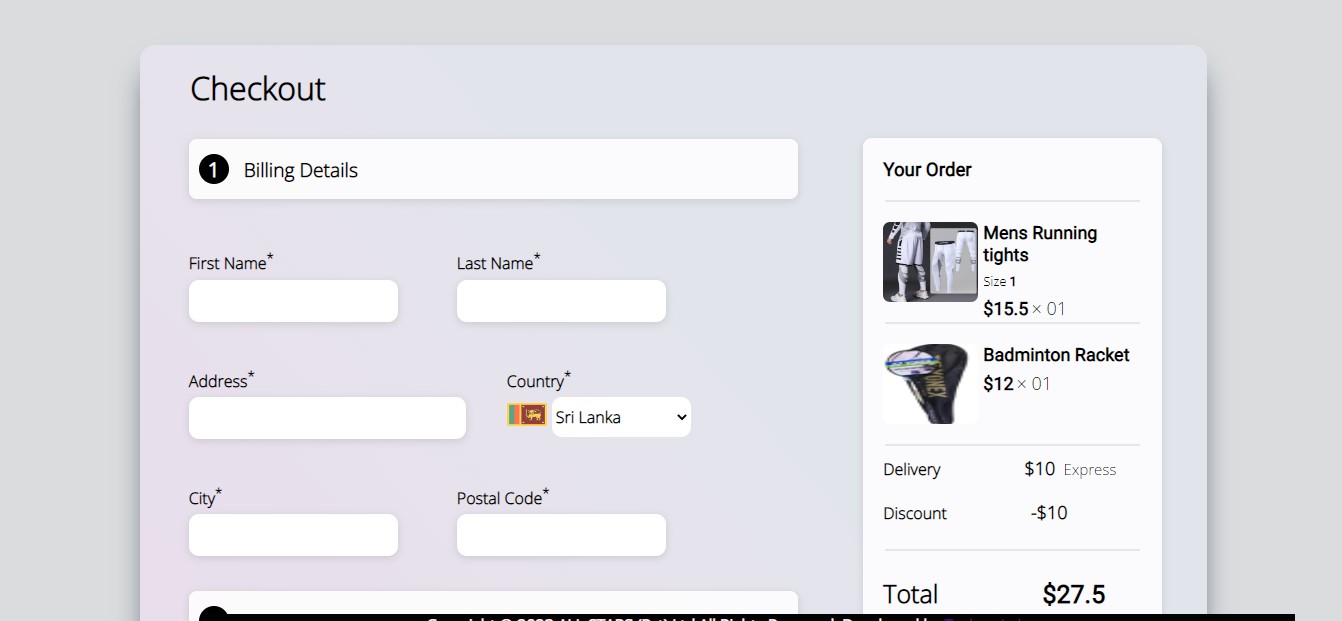 Checkout
1 Billing Details
First Name*
Last Name*
Address*
Country*
Sri Lanka
City*
Postal Code*
Your Order
Mens Running
tights
Size 1
$15.5 × 01
YONEX
Badminton Racket
$12 × 01
Delivery $10 Express
Discount -$10
Total $27.5